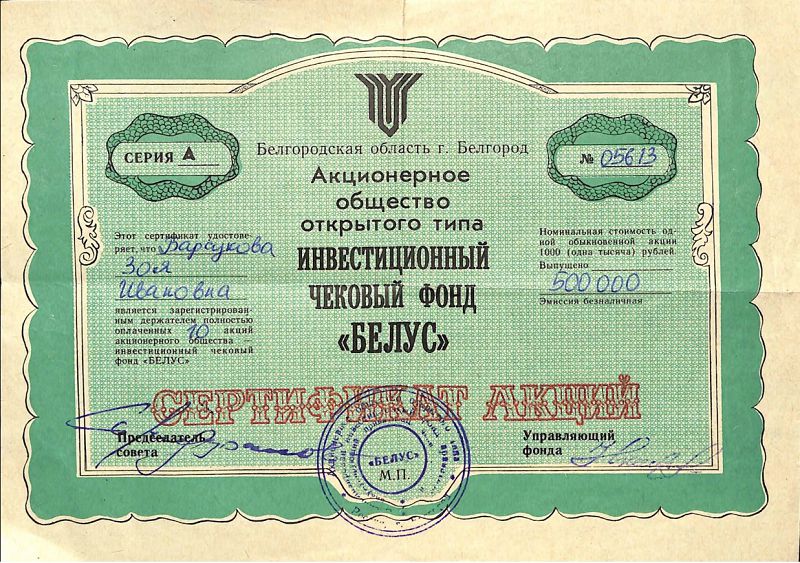 СЕРИЯ А
№ 05613
Белгородская область г. Белгород
Акционерное
общество
открытого типа
ИНВЕСТИЦИОННЫЙ
ЧЕКОВЫЙ ФОНД
«БЕЛУС»
Этот сертификат удостове-
ряет, что Барсукова
Зоя
Ивановна
является зарегистрирован-
ным держателем полностью
оплаченных 10 акций
акционерного общества —
инвестиционный чековый
фонд «БЕЛУС»
Номинальная стоимость од-
ной обыкновенной акции
1000 (одна тысяча) рублей.
Выпущено
500 000
Эмиссия безналичная
СЕРТИФИКАТ АКЦИЙ
Председатель
совета
«БЕЛУС»
М.П.
Управляющий
фонда